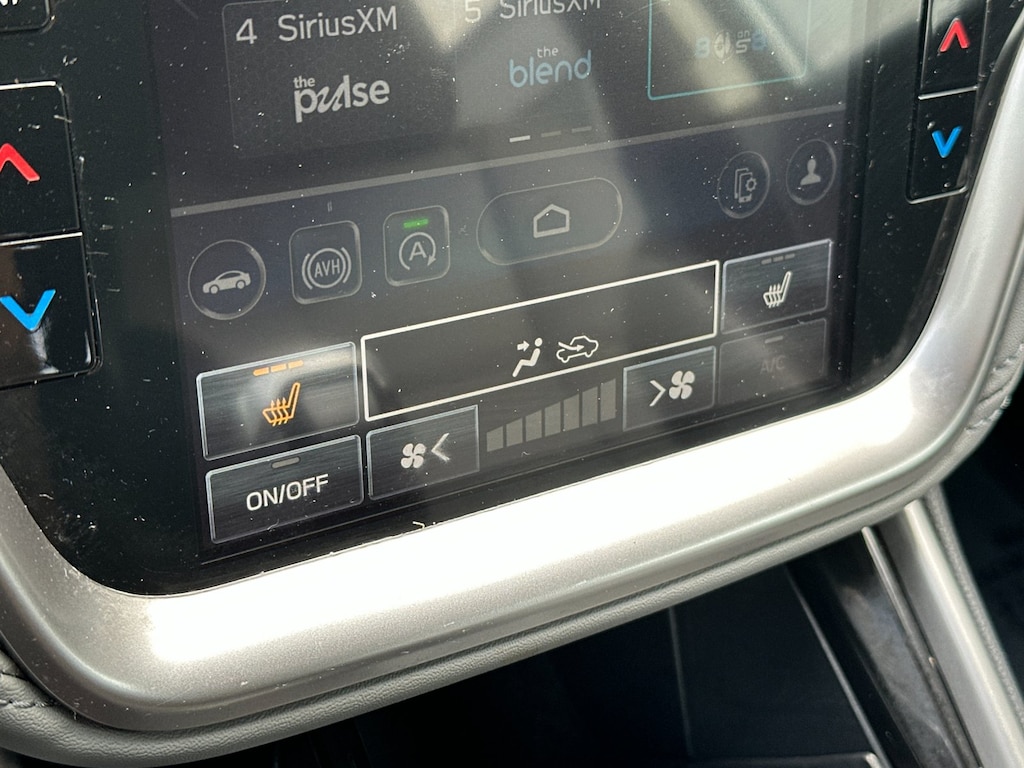 4 SiriusXM
5 SiriusXM
the
pulse
the
blend
AVH
A
A/C
ON/OFF